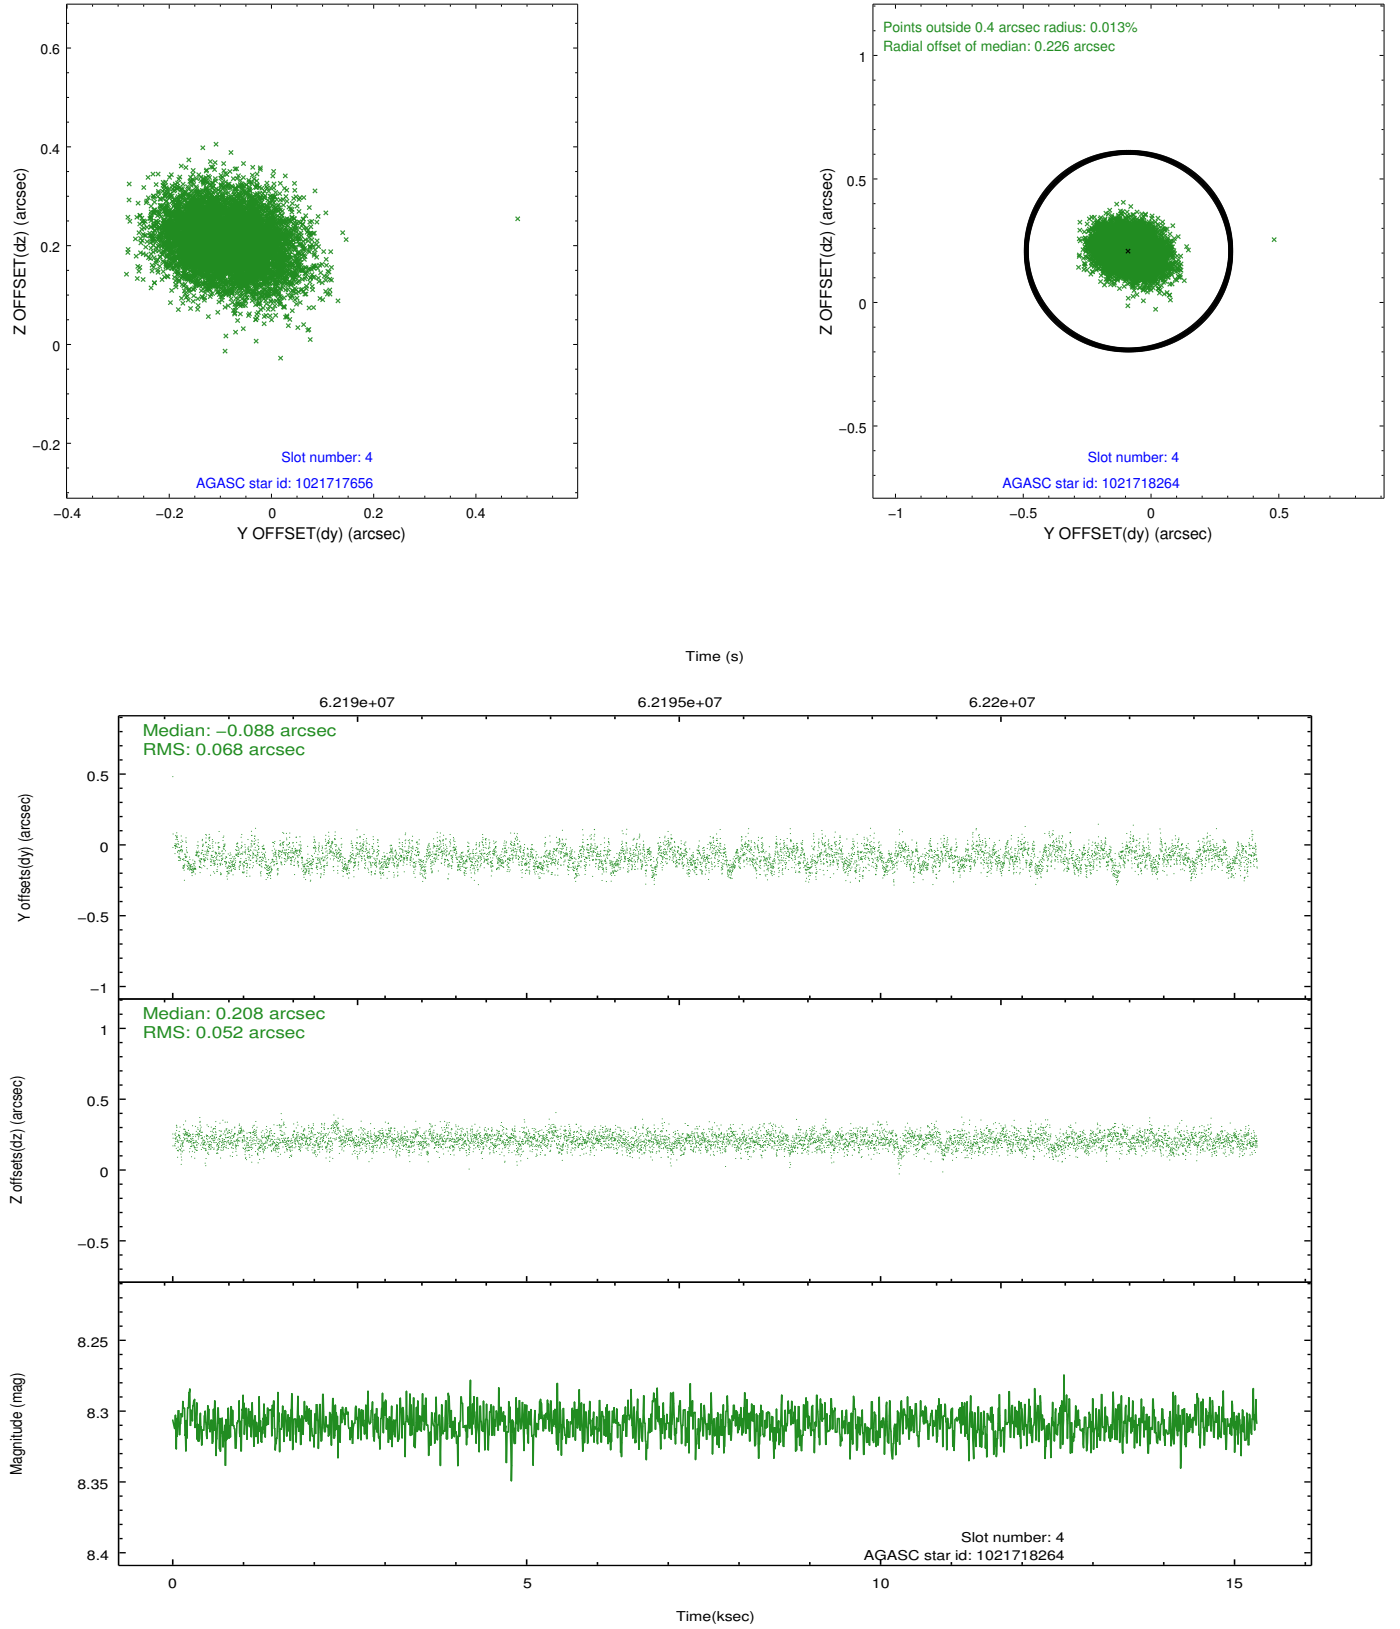 0.6
0.4
0.2
0
−0.2
Z OFFSET(dz) (arcsec)
Slot number: 4
AGASC star id: 1021717656
−0.4
−0.2
0
0.2
0.4
Y OFFSET(dy) (arcsec)
Points outside 0.4 arcsec radius: 0.013%
Radial offset of median: 0.226 arcsec
1
0.5
0
−0.5
Z OFFSET(dz) (arcsec)
Slot number: 4
AGASC star id: 1021718264
−1
−0.5
0
0.5
Y OFFSET(dy) (arcsec)
Time (s)
6.219e+07
6.2195e+07
6.22e+07
Median: −0.088 arcsec
RMS: 0.068 arcsec
0.5
0
−0.5
−1
Y offsets(dy) (arcsec)
Median: 0.208 arcsec
RMS: 0.052 arcsec
1
0.5
0
−0.5
Z offsets(dz) (arcsec)
8.25
8.3
8.35
8.4
Magnitude (mag)
Slot number: 4
AGASC star id: 1021718264
0
5
10
15
Time(ksec)